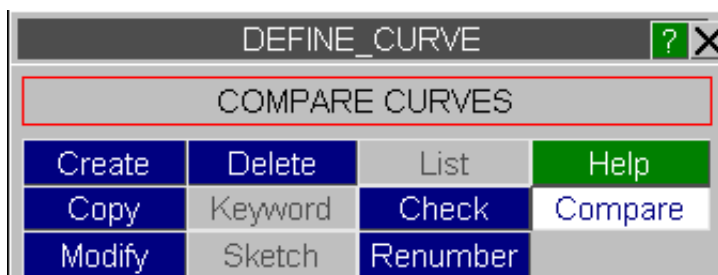 DEFINE_CURVE ? X
COMPARE CURVES
Create Delete List Help
Copy Keyword Check Compare
Modify Sketch Renumber